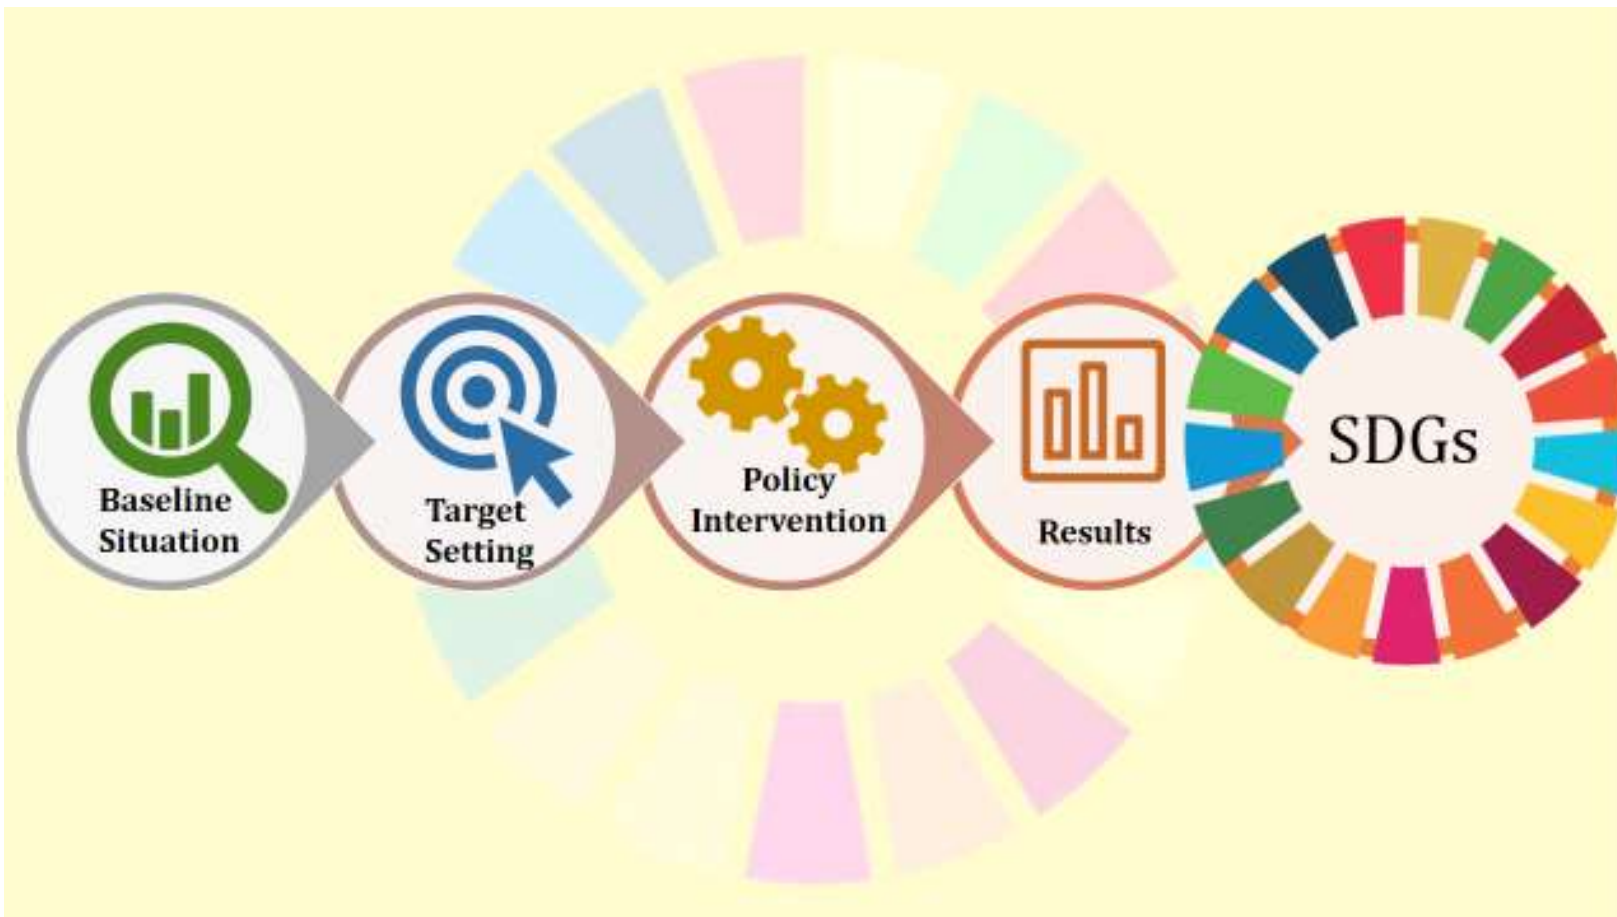 Baseline
Situation
Target
Setting
Policy
Intervention
Results
SDGs